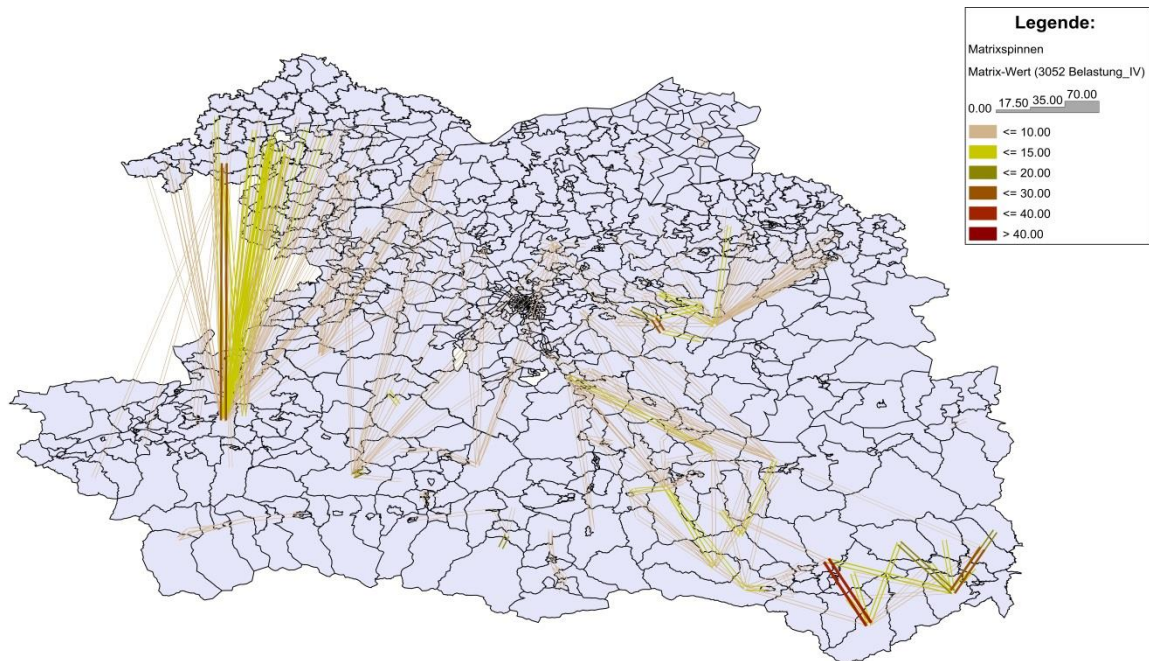 Legende:
Matrixspinnen
Matrix-Wert (3052 Belastung_IV)
0.00 17.50 35.00 70.00
<= 10.00
<= 15.00
<= 20.00
<= 30.00
<= 40.00
> 40.00